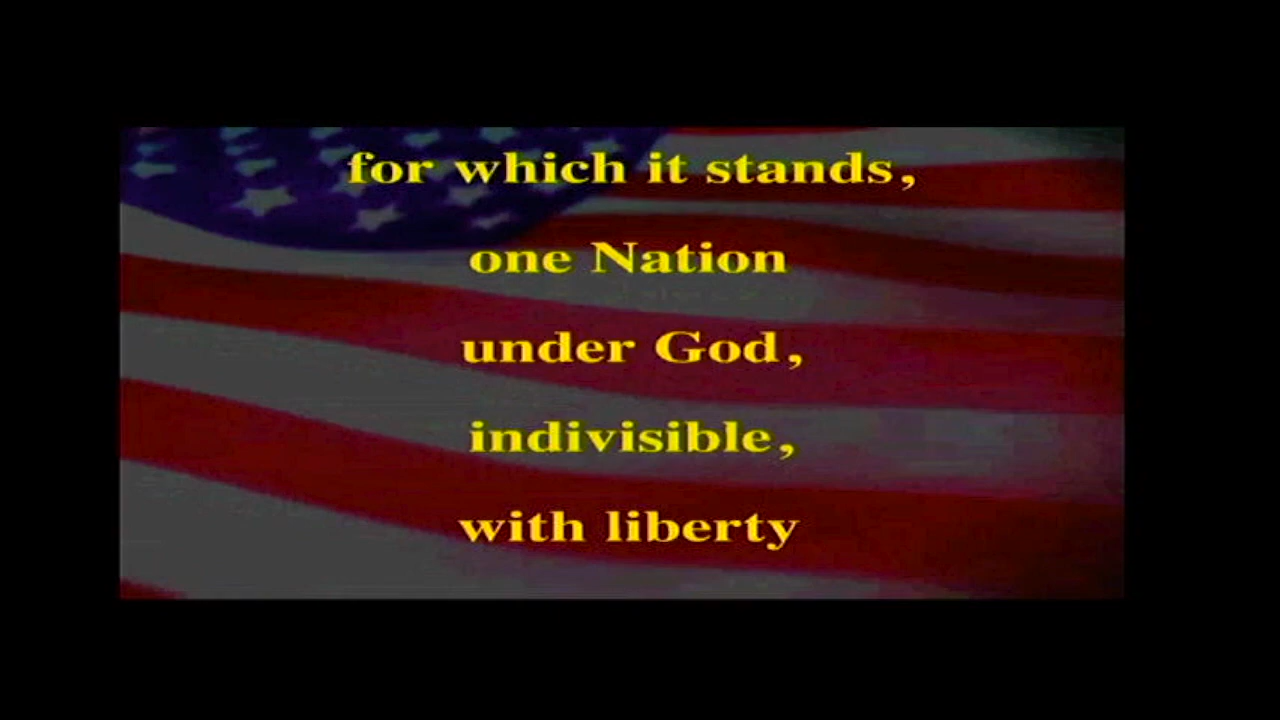 for which it stands,
one Nation
under God,
indivisible,
with liberty